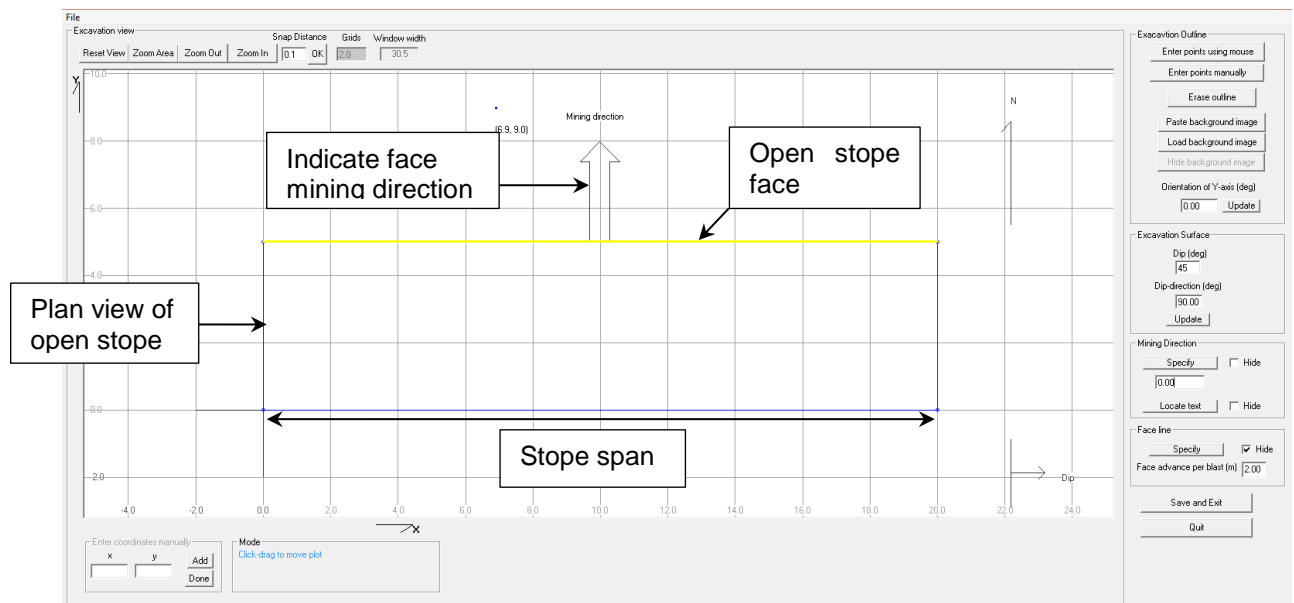 File
Excavation view
Snap Distance Grids Window width
Reset View Zoom Area Zoom Out Zoom In 0.1 OK 2.0 30.5
Y
10.0
(6.9, 9.0)
Mining direction
N
8.0
Indicate face
mining direction
Open stope
face
6.0
4.0
Plan view of
open stope
0.0
Stope span
2.0
Dip
-4.0 -2.0 0.0 2.0 4.0 6.0 8.0 10.0 12.0 14.0 16.0 18.0 20.0 22.0 24.0
X
Enter coordinates manually
x y Add
Done
Mode
Click-drag to move plot
Exacavtion Outline
Enter points using mouse
Enter points manually
Erase outline
Paste background image
Load background image
Hide background image
Orientation of Y-axis (deg)
0.00 Update
Excavation Surface
Dip (deg)
45
Dip-direction (deg)
90.00
Update
Mining Direction
Specify Hide
0.00
Locate text Hide
Face line
Specify Hide
Face advance per blast (m) 2.00
Save and Exit
Quit